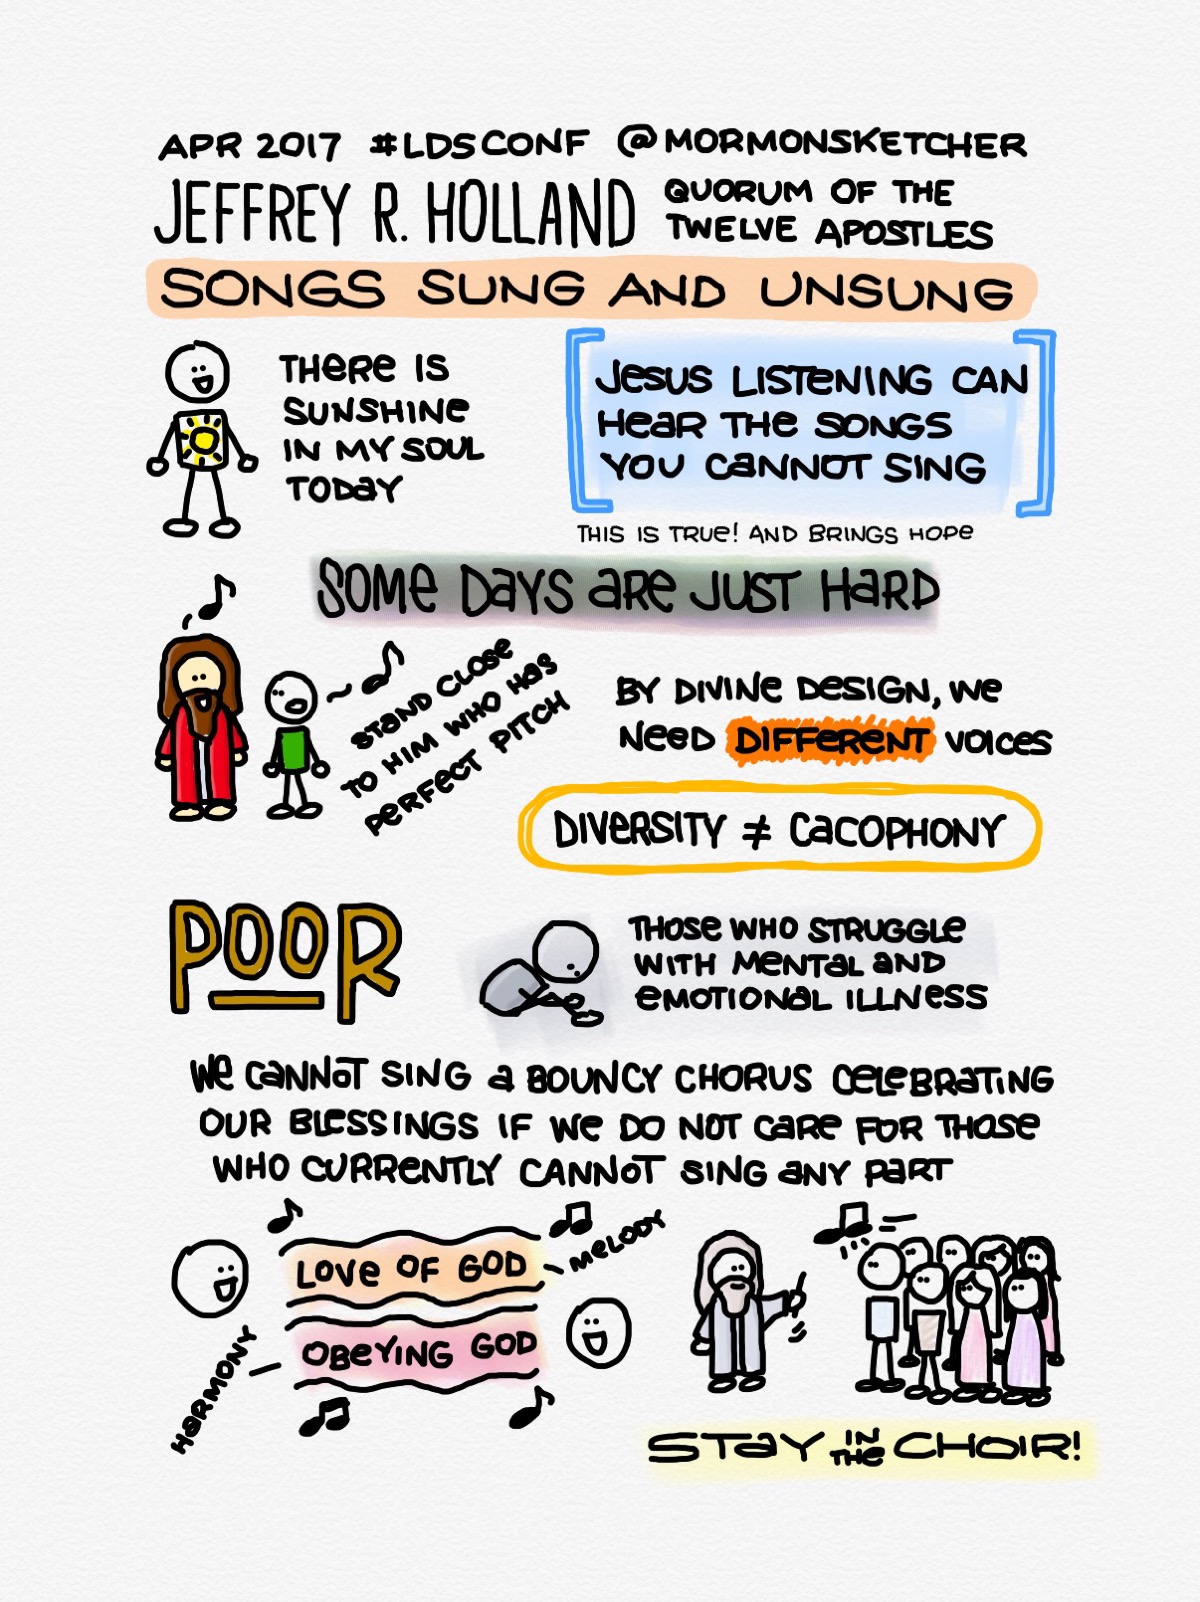 APR 2017 #LDSCONF @MORMONSKETCHER
JEFFREY R. HOLLAND
QUORUM OF THE
TWELVE APOSTLES
SONGS SUNG AND UNSUNG
THERE IS
SUNSHINE
IN MY SOUL
TODAY
JESUS LISTENING CAN
HEAR THE SONGS
YOU CANNOT SING
THIS IS TRUE! AND BRINGS HOPE
SOME DAYS ARE JUST HARD
STAND CLOSE
TO HIM WHO HAS
PERFECT PITCH
BY DIVINE DESIGN, WE
NEED DIFFERENT VOICES
DIVERSITY ≠ CACOPHONY
POOR
THOSE WHO STRUGGLE
WITH MENTAL AND
EMOTIONAL ILLNESS
WE CANNOT SING A BOUNCY CHORUS CELEBRATING
OUR BLESSINGS IF WE DO NOT CARE FOR THOSE
WHO CURRENTLY CANNOT SING ANY PART
LOVE OF GOD
MELODY
OBEYING GOD
HARMONY
STAY IN THE CHOIR!